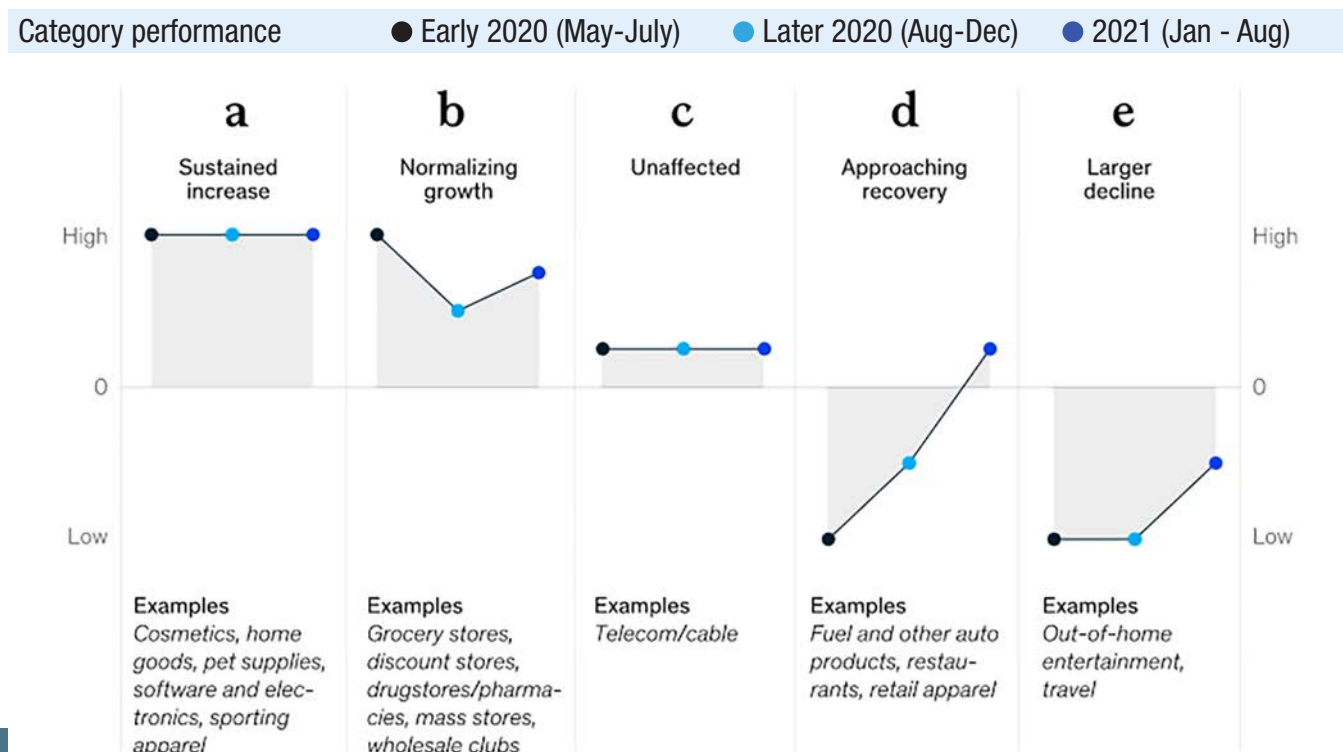 Category performance
Early 2020 (May-July)
Later 2020 (Aug-Dec)
2021 (Jan - Aug)
a
b
c
d
e
Sustained
increase
Normalizing
growth
Unaffected
Approaching
recovery
Larger
decline
High
High
0
0
Low
Low
Examples
Cosmetics, home
goods, pet supplies,
software and elec-
tronics, sporting
apparel
Examples
Grocery stores,
discount stores,
drugstores/pharma-
cies, mass stores,
wholesale clubs
Examples
Telecom/cable
Examples
Fuel and other auto
products, restau-
rants, retail apparel
Examples
Out-of-home
entertainment,
travel